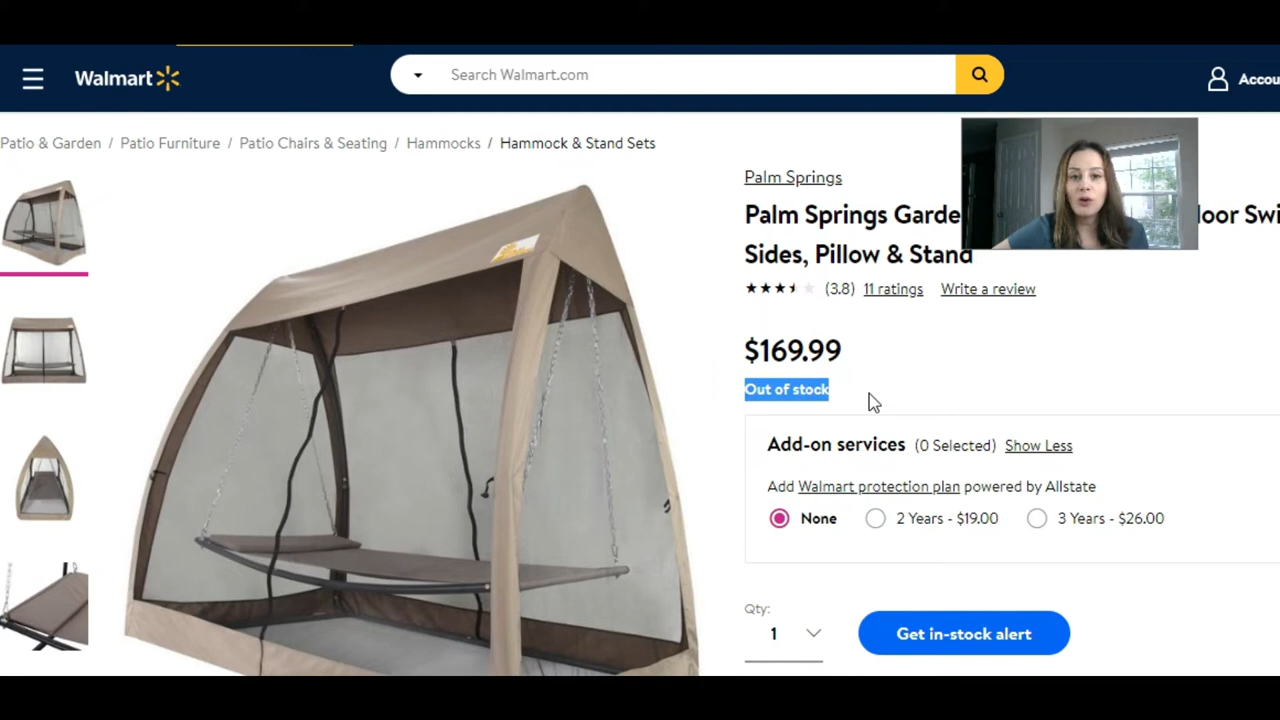 Walmart
Search Walmart.com
Accou
Patio & Garden / Patio Furniture / Patio Chairs & Seating / Hammocks / Hammock & Stand Sets
Palm Springs
Palm Springs Garde loor Swi
Sides, Pillow & Stand
(3.8) 11 ratings Write a review
$169.99
Out of stock
Add-on services (0 Selected) Show Less
Add Walmart protection plan powered by Allstate
None 2 Years - $19.00 3 Years - $26.00
Qty:
1
Get in-stock alert